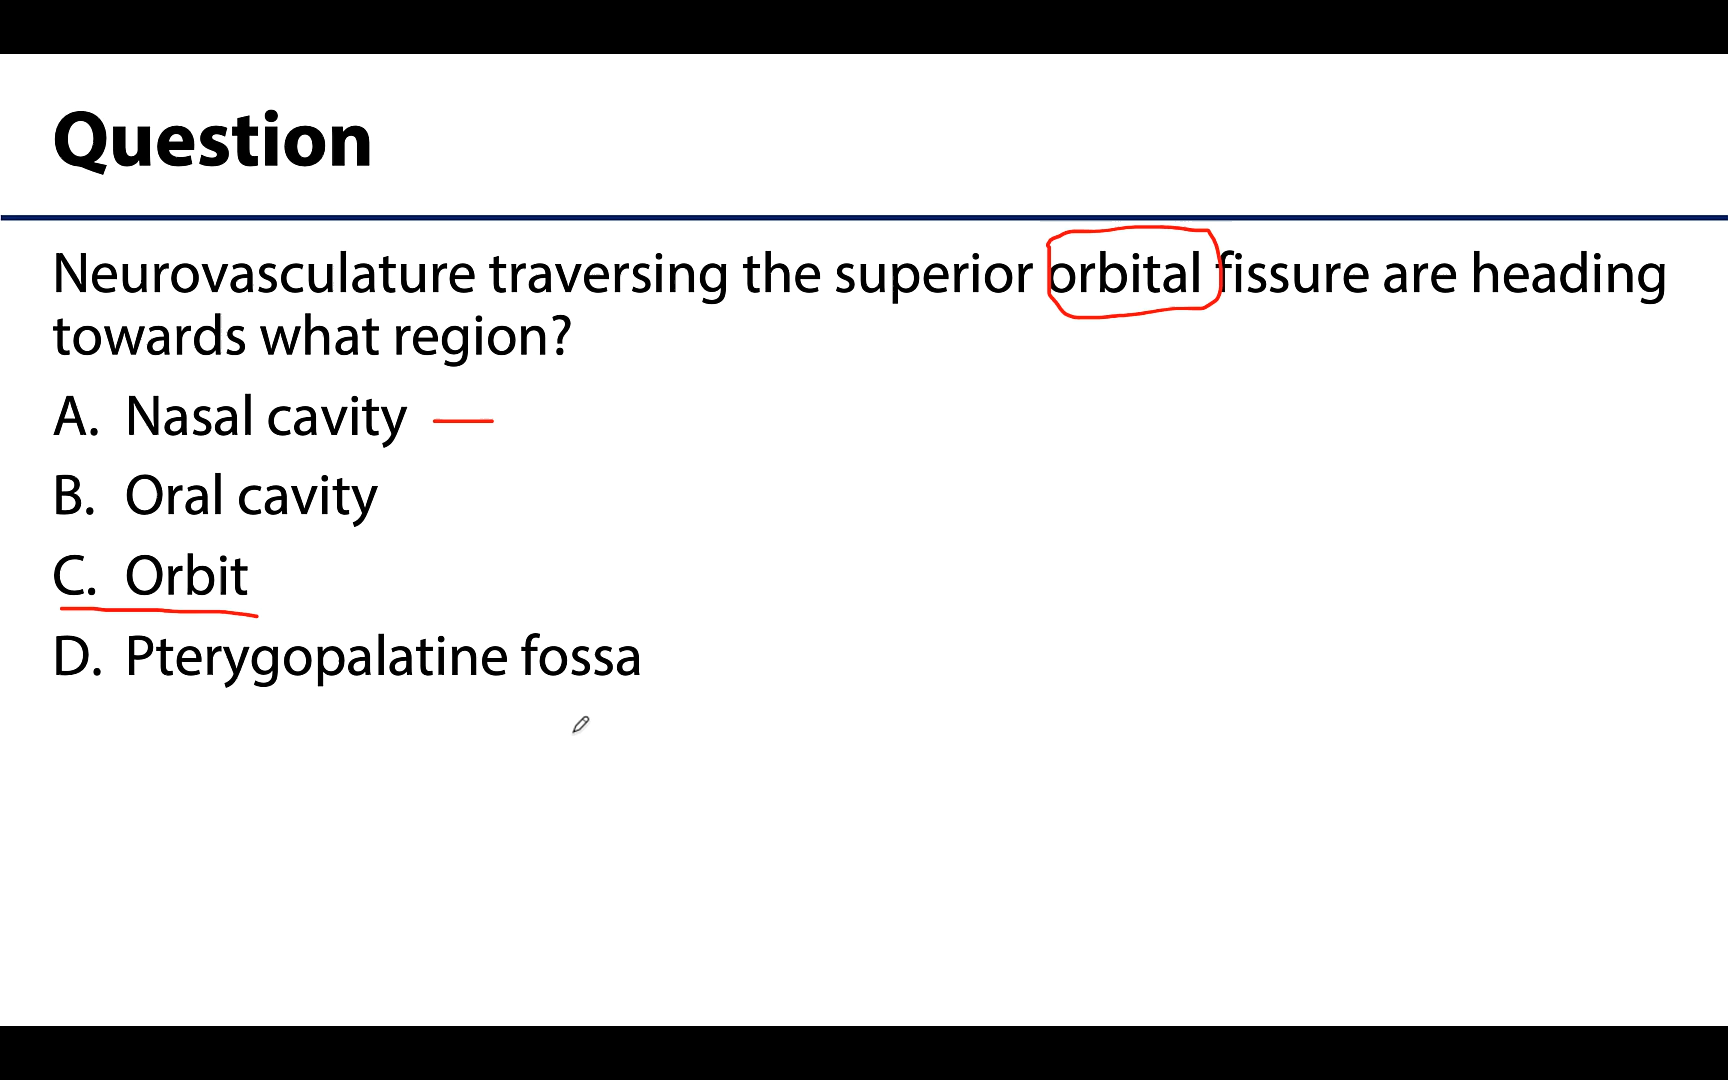 Question
Neurovasculature traversing the superior orbital fissure are heading
towards what region?
A. Nasal cavity
B. Oral cavity
C. Orbit
D. Pterygopalatine fossa